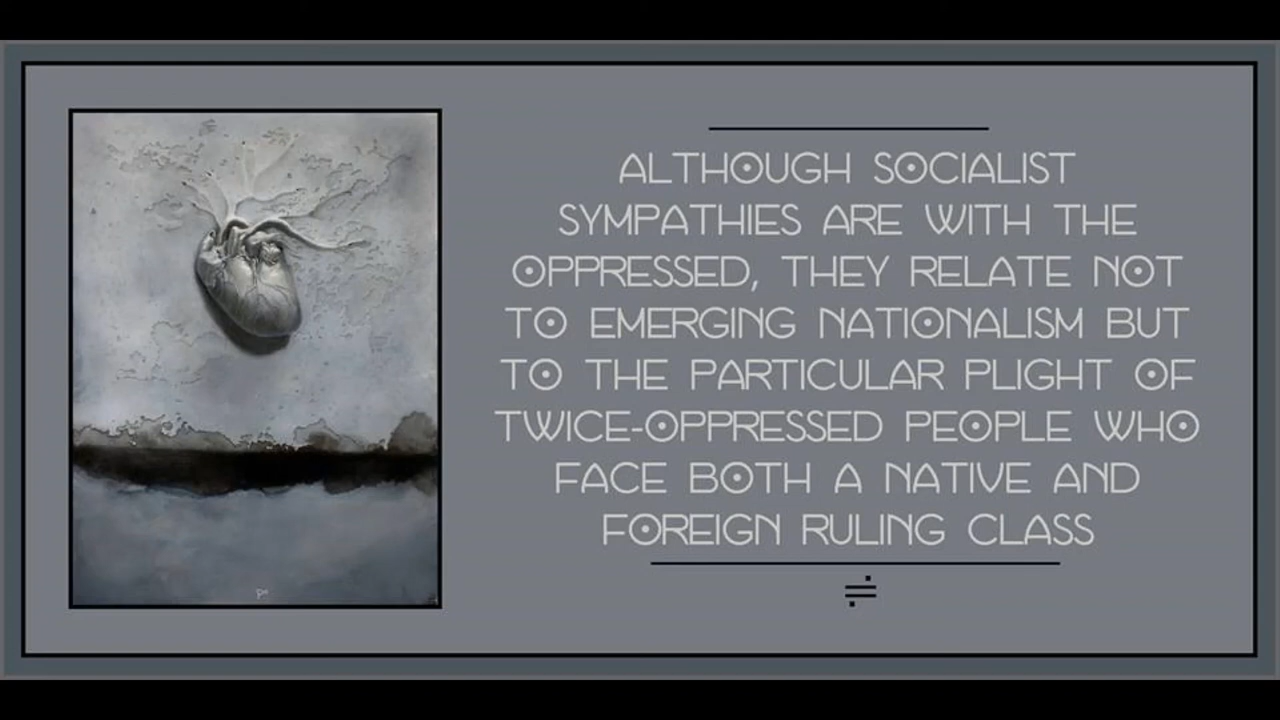 ALTHOUGH SOCIALIST
SYMPATHIES ARE WITH THE
OPPRESSED, THEY RELATE NOT
TO EMERGING NATIONALISM BUT
TO THE PARTICULAR PLIGHT OF
TWICE-OPPRESSED PEOPLE WHO
FACE BOTH A NATIVE AND
FOREIGN RULING CLASS